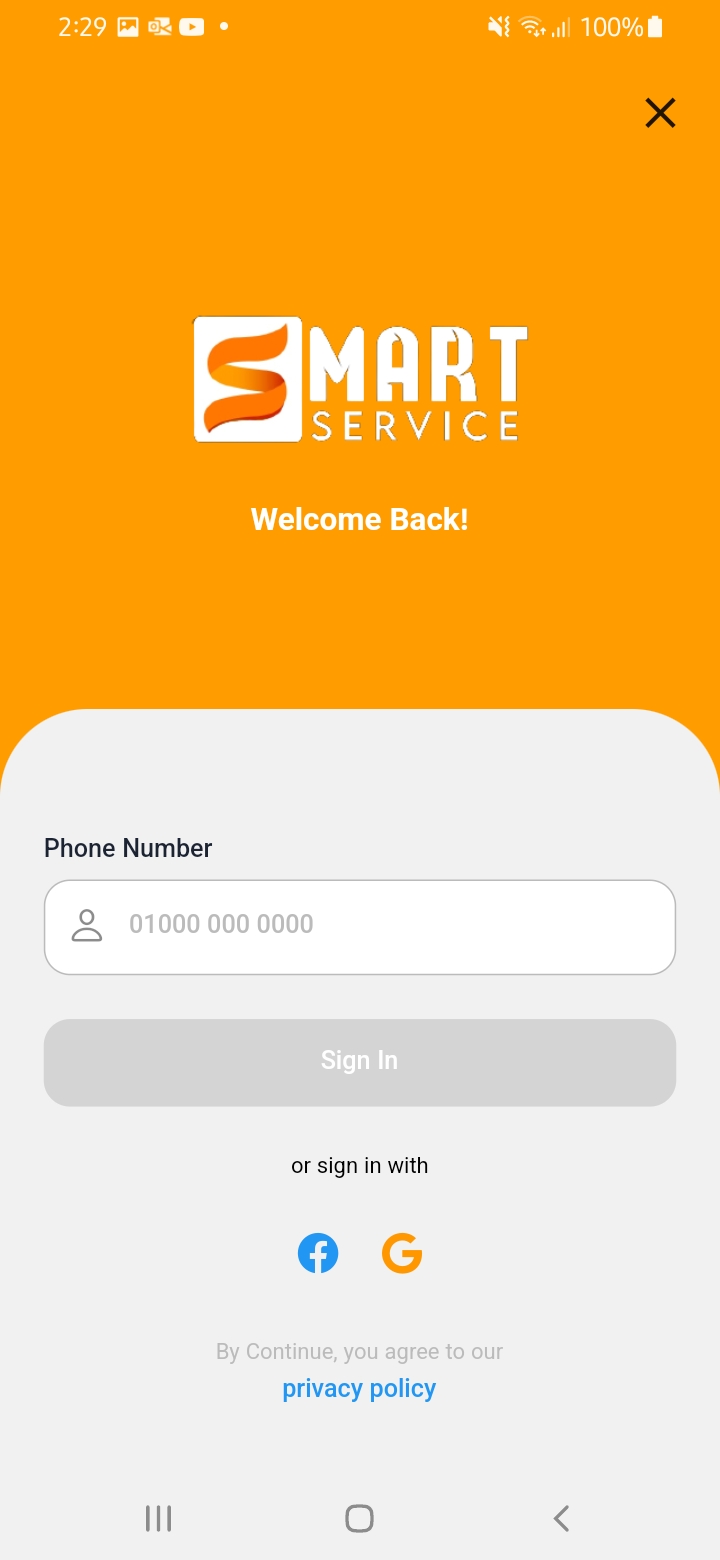 2:29
100%
SMART
SERVICE
Welcome Back!
Phone Number
01000 000 0000
Sign In
or sign in with
By Continue, you agree to our
privacy policy